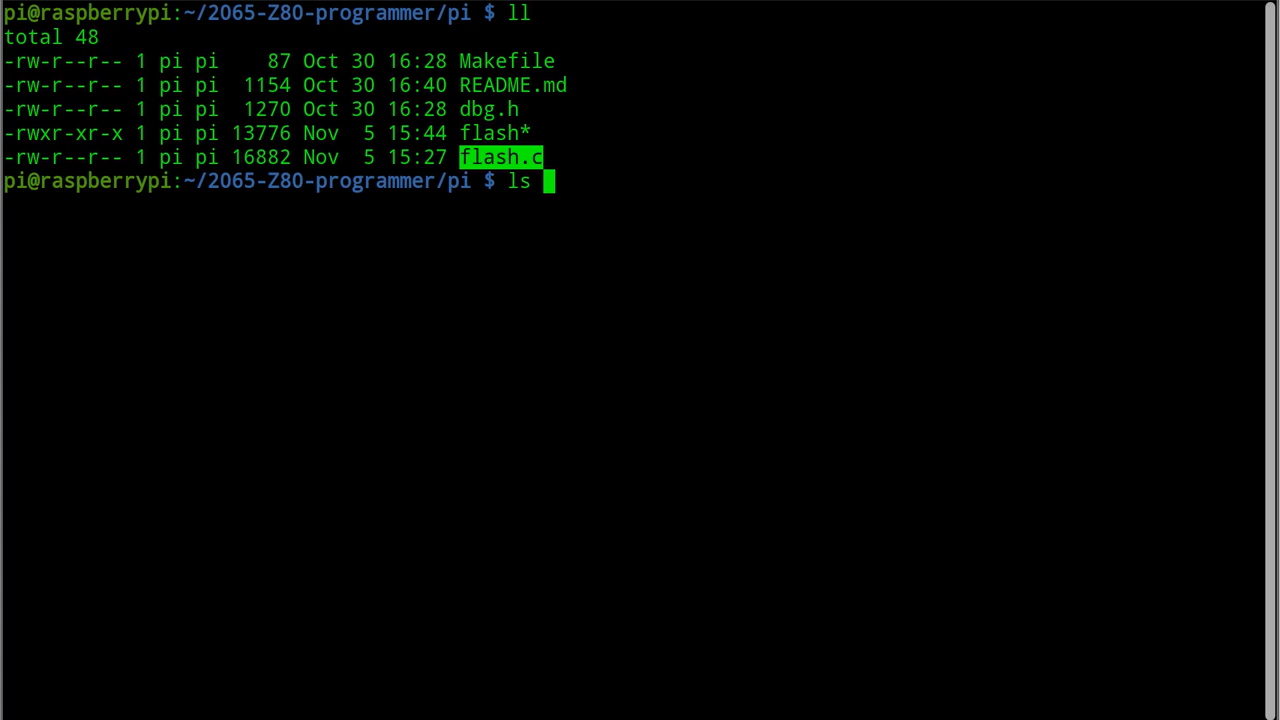 pi@raspberrypi:~/2065-Z80-programmer/pi $ ll
total 48
-rw-r--r-- 1 pi pi    87 Oct 30 16:28 Makefile
-rw-r--r-- 1 pi pi  1154 Oct 30 16:40 README.md
-rw-r--r-- 1 pi pi  1270 Oct 30 16:28 dbg.h
-rwxr-xr-x 1 pi pi 13776 Nov  5 15:44 flash*
-rw-r--r-- 1 pi pi 16882 Nov  5 15:27 flash.c
pi@raspberrypi:~/2065-Z80-programmer/pi $ ls